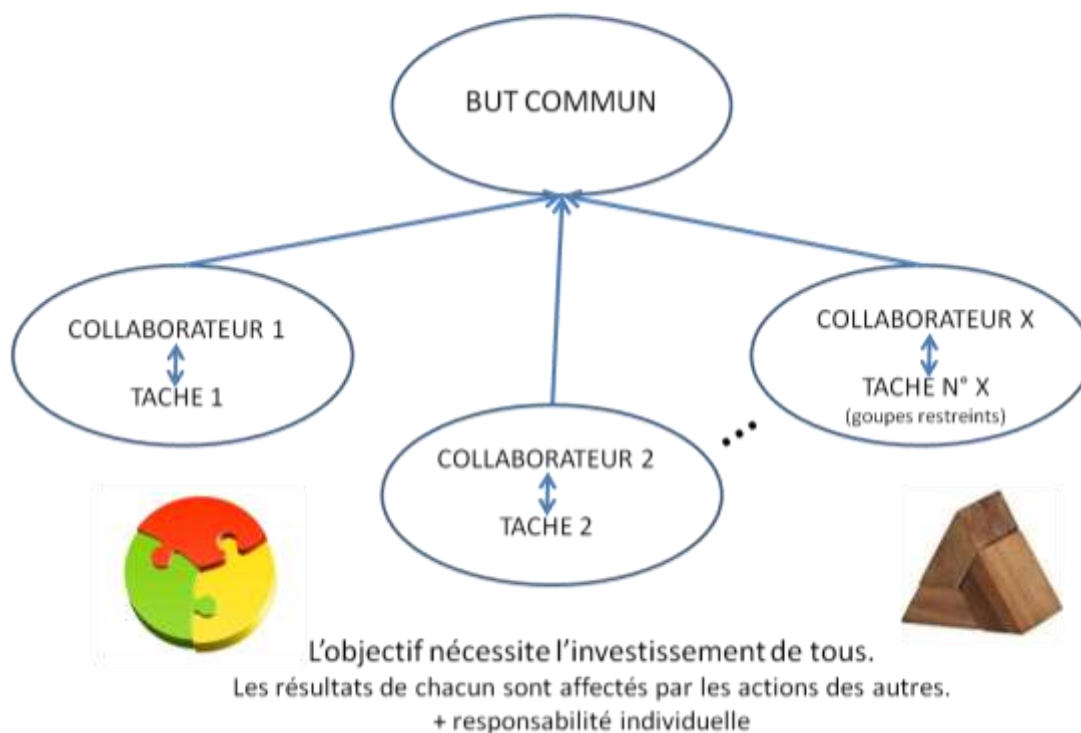 BUT COMMUN
COLLABORATEUR 1
TACHE 1
COLLABORATEUR 2
TACHE 2
...
COLLABORATEUR X
TACHE N° X
(goupes restreints)
L'objectif nécessite l'investissement de tous.
Les résultats de chacun sont affectés par les actions des autres.
+ responsabilité individuelle